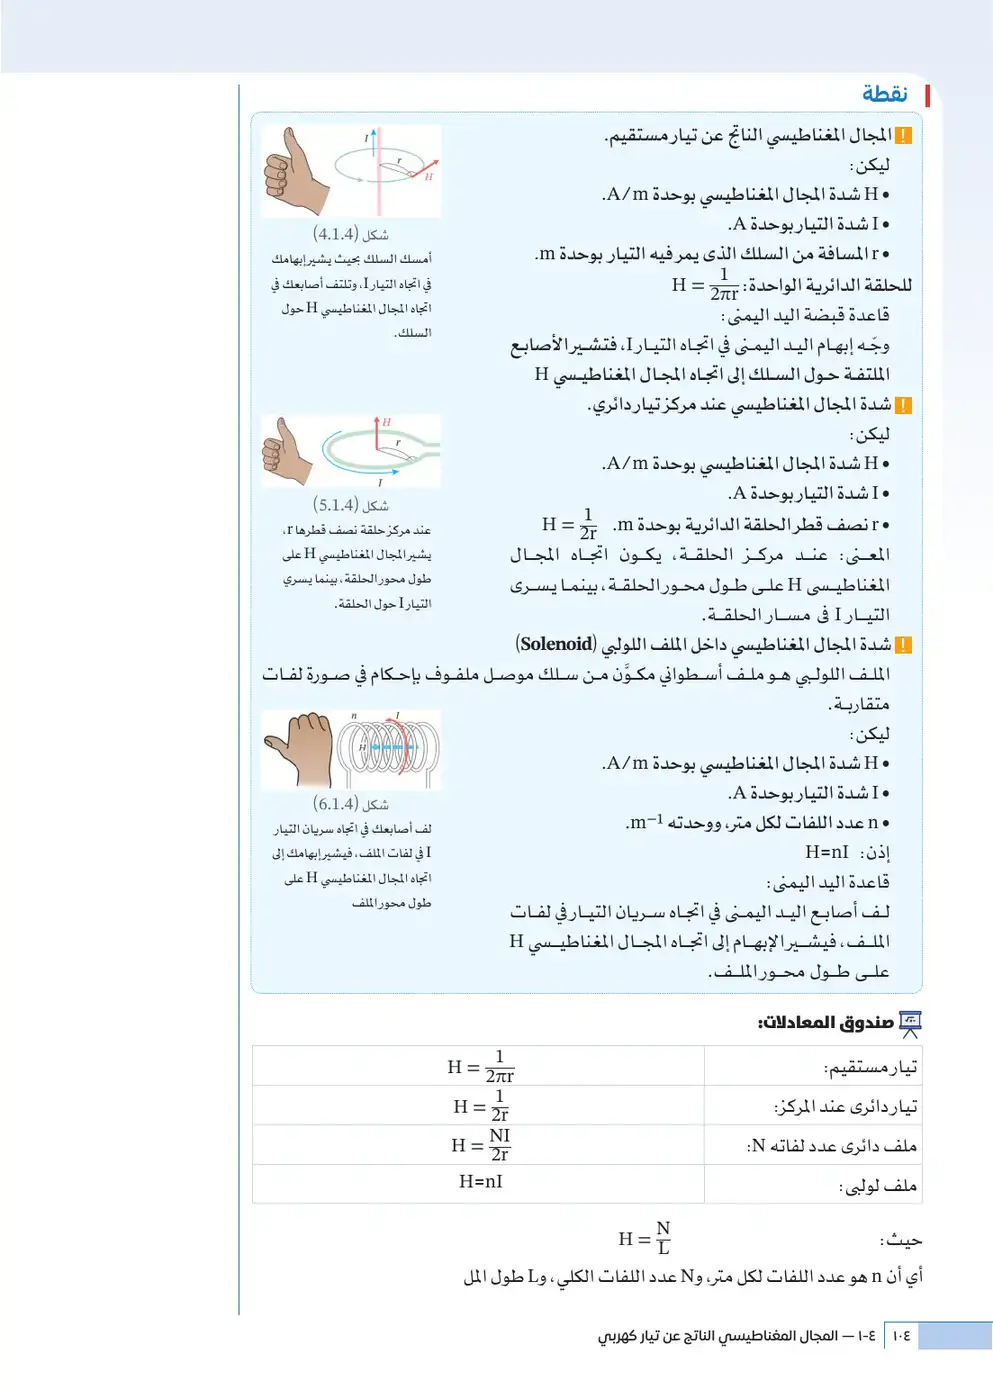 نقطة
المجال المغناطيسي الناتج عن تيار مستقيم.
ليكن:
• H شدة المجال المغناطيسي بوحدة A/m.
• I شدة التيار بوحدة A.
• r المسافة من السلك الذى يمر فيه التيار بوحدة m.
للحلقة الدائرية الواحدة: H = 1/2πr
قاعدة قبضة اليد اليمنى:
وجّه إبهام اليد اليمنى في اتجاه التيار I، فتشير الأصابع
الملتفة حول السلك إلى اتجاه المجال المغناطيسي H
I
r
H
شكل (4.1.4)
أمسك السلك بحيث يشير إبهامك
في اتجاه التيار I، وتلتف أصابعك في
اتجاه المجال المغناطيسي H حول
السلك.
شدة المجال المغناطيسي عند مركز تيار دائري.
ليكن:
• H شدة المجال المغناطيسي بوحدة A/m.
• I شدة التيار بوحدة A.
• r نصف قطر الحلقة الدائرية بوحدة m. H = 1/2r
المعنى: عند مركز الحلقة، يكون اتجاه المجال
المغناطيسى H على طول محور الحلقة، بينما يسرى
التيار I فى مسار الحلقة.
H
r
I
شكل (5.1.4)
عند مركز حلقة نصف قطرها r،
يشير المجال المغناطيسي H على
طول محور الحلقة، بينما يسري
التيار I حول الحلقة.
شدة المجال المغناطيسي داخل الملف اللولبي (Solenoid)
الملف اللولبي هو ملف أسطواني مكوَّن من سلك موصل ملفوف بإحكام في صورة لفات
متقاربة.
ليكن:
• H شدة المجال المغناطيسي بوحدة A/m.
• I شدة التيار بوحدة A.
• n عدد اللفات لكل متر، ووحدته m−1.
إذن: H=nI
قاعدة اليد اليمنى:
لف أصابع اليد اليمنى في اتجاه سريان التيار في لفات
الملف، فيشير الإبهام إلى اتجاه المجال المغناطيسي H
على طول محور الملف.
n
I
H
شكل (6.1.4)
لف أصابعك في اتجاه سريان التيار
I في لفات الملف، فيشير إبهامك إلى
اتجاه المجال المغناطيسي H على
طول محور الملف
صندوق المعادلات:
تيار مستقيم: H = 1/2πr
تيار دائرى عند المركز: H = 1/2r
ملف دائرى عدد لفاته N: H = NI/2r
ملف لولبى: H=nI
حيث: H = N/L
أي أن n هو عدد اللفات لكل متر، وN عدد اللفات الكلي، وL طول المل
١٠٤ ٤-١ — المجال المغناطيسي الناتج عن تيار كهربي